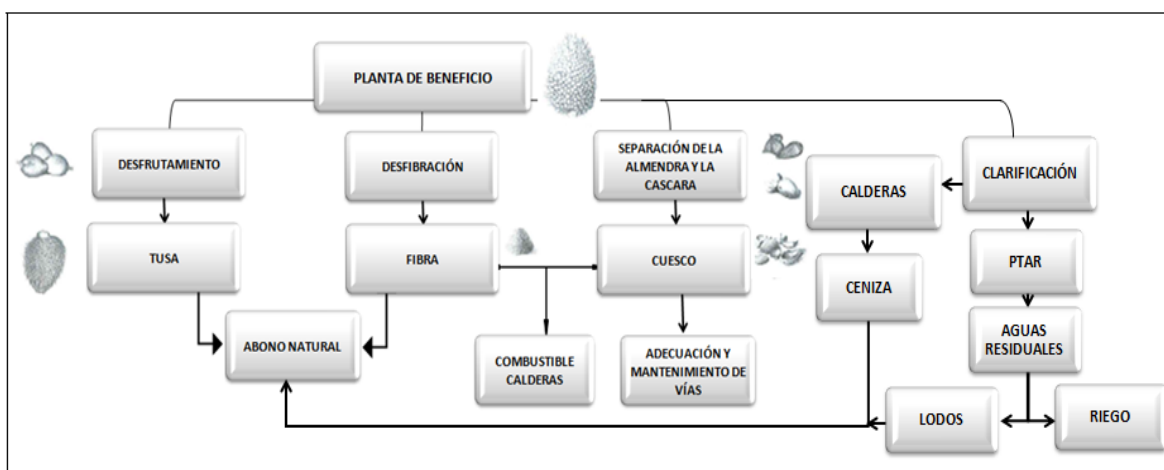 PLANTA DE BENEFICIO
DESFRUTAMIENTO
DESFIBRACIÓN
SEPARACIÓN DE LA
ALMENDRA Y LA
CASCARA
CALDERAS
CLARIFICACIÓN
TUSA
FIBRA
CUESCO
CENIZA
PTAR
ABONO NATURAL
COMBUSTIBLE
CALDERAS
ADECUACIÓN Y
MANTENIMIENTO DE
VÍAS
AGUAS
RESIDUALES
LODOS
RIEGO